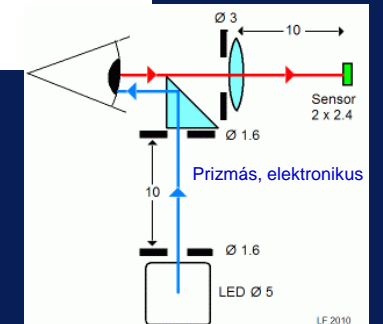 Ø 3
10
Sensor
2 x 2.4
Ø 1.6
Prizmás, elektronikus
10
Ø 1.6
LED Ø 5
LF 2010